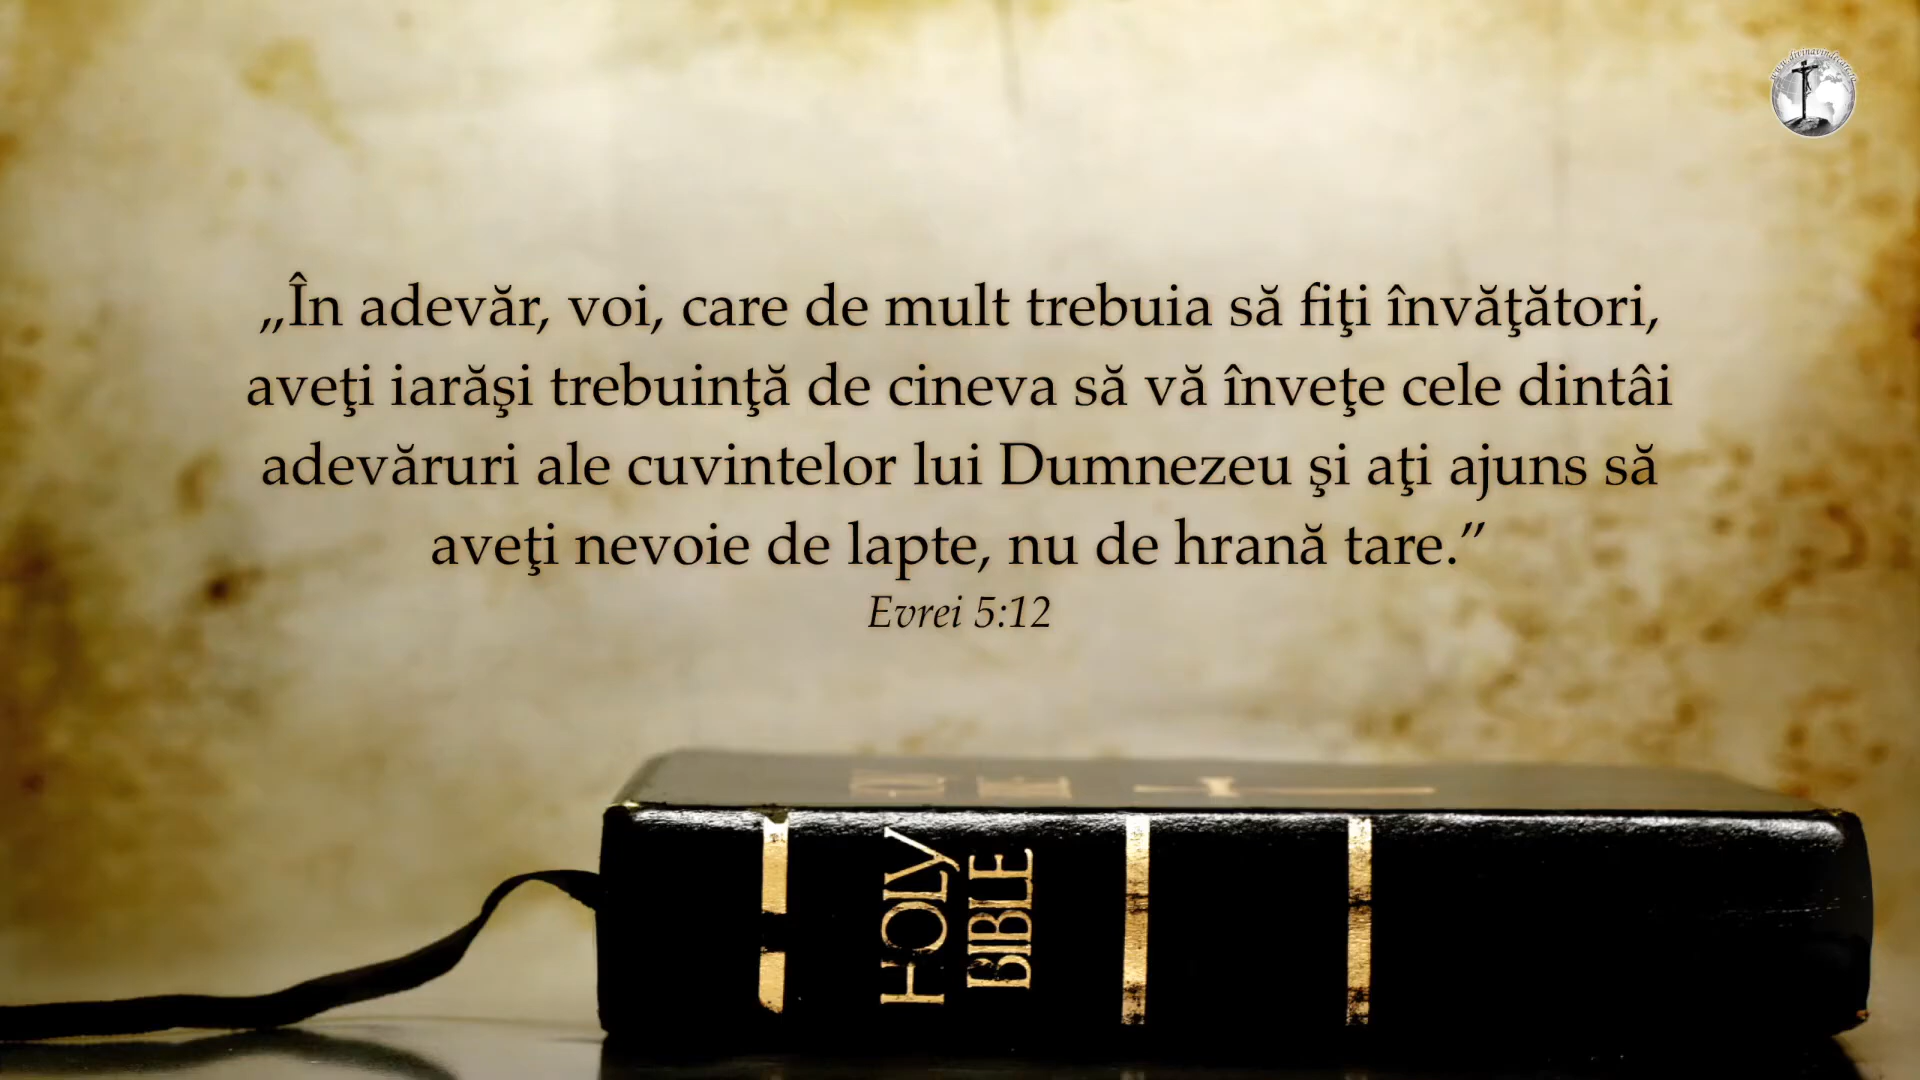 „În adevăr, voi, care de mult trebuia să fiţi învăţători,
aveţi iarăşi trebuinţă de cineva să vă înveţe cele dintâi
adevăruri ale cuvintelor lui Dumnezeu şi aţi ajuns să
aveţi nevoie de lapte, nu de hrană tare.”
Evrei 5:12
HOLY
BIBLE